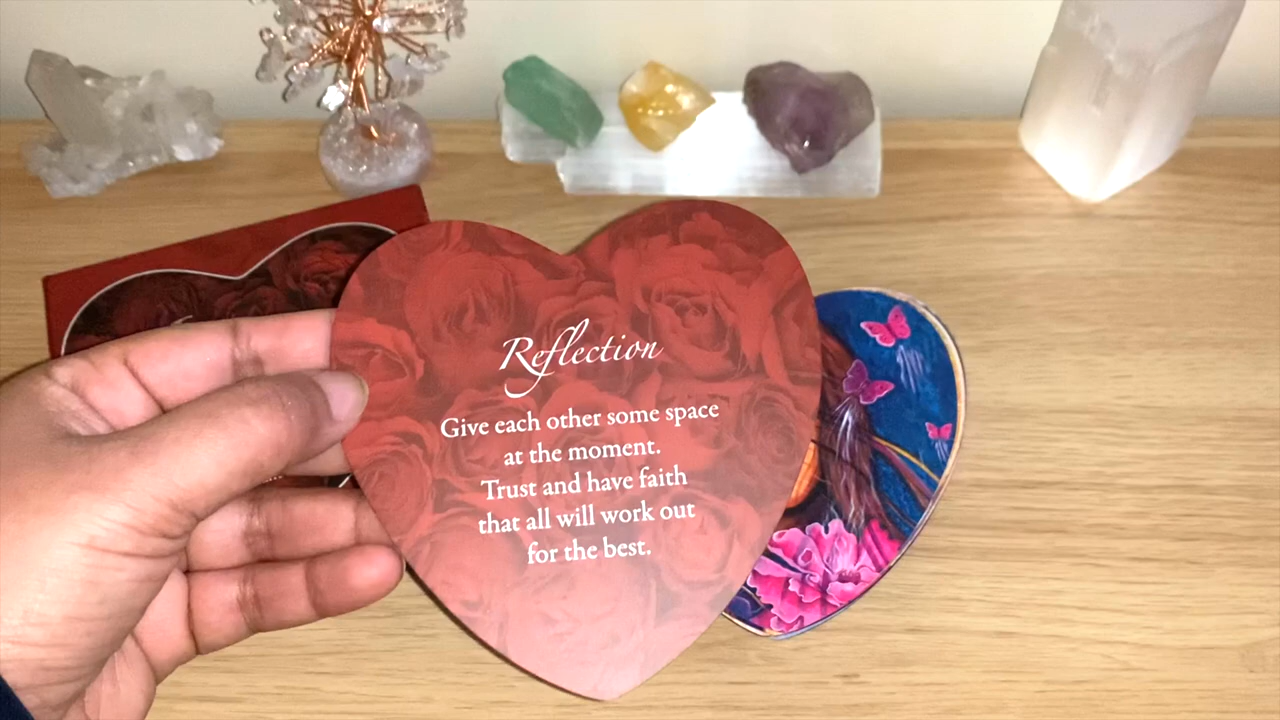 Reflection
Give each other some space
at the moment.
Trust and have faith
that all will work out
for the best.